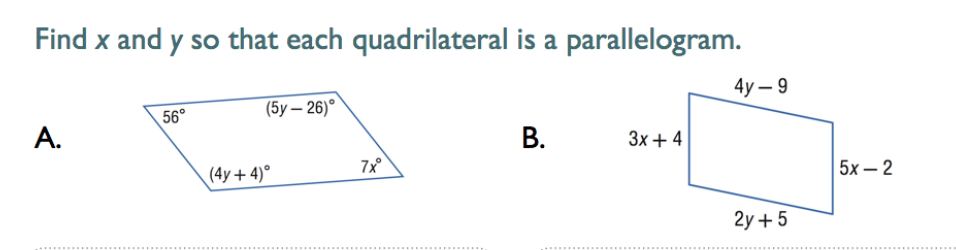 Find x and y so that each quadrilateral is a parallelogram.
A.
56°
(5y – 26)°
(4y + 4)°
7x°
B.
4y – 9
3x + 4
5x – 2
2y + 5